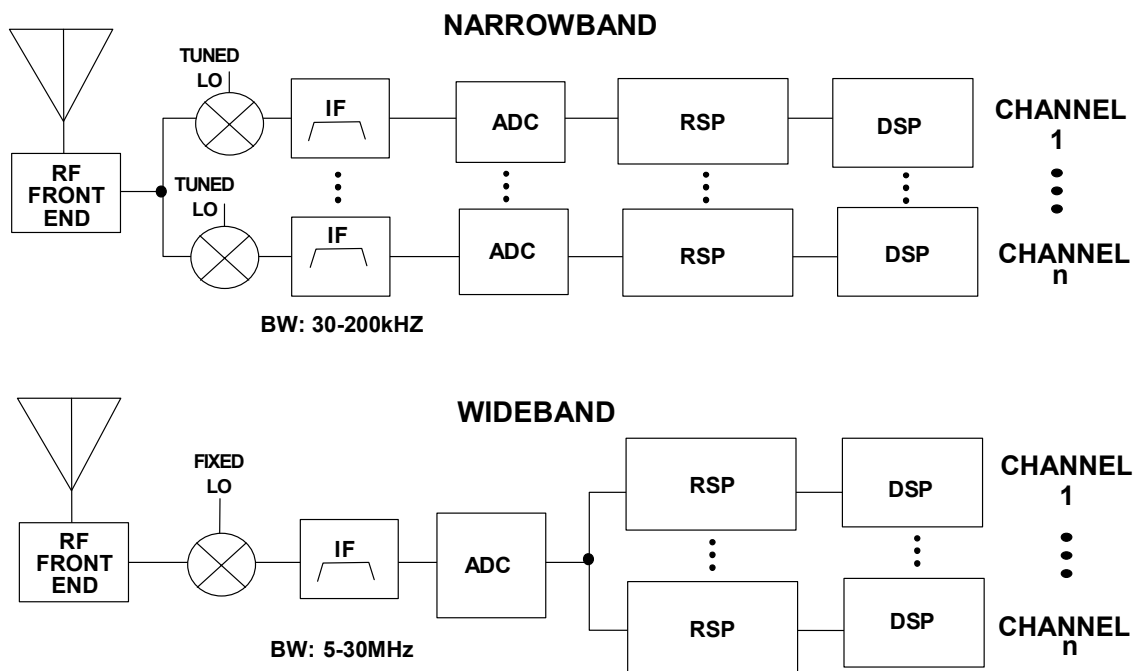 NARROWBAND
TUNED
LO
IF
ADC
RSP
DSP
CHANNEL
1
RF
FRONT
END
TUNED
LO
IF
ADC
RSP
DSP
CHANNEL
n
BW: 30-200kHZ
WIDEBAND
FIXED
LO
RF
FRONT
END
IF
ADC
RSP
DSP
CHANNEL
1
RSP
DSP
CHANNEL
n
BW: 5-30MHz